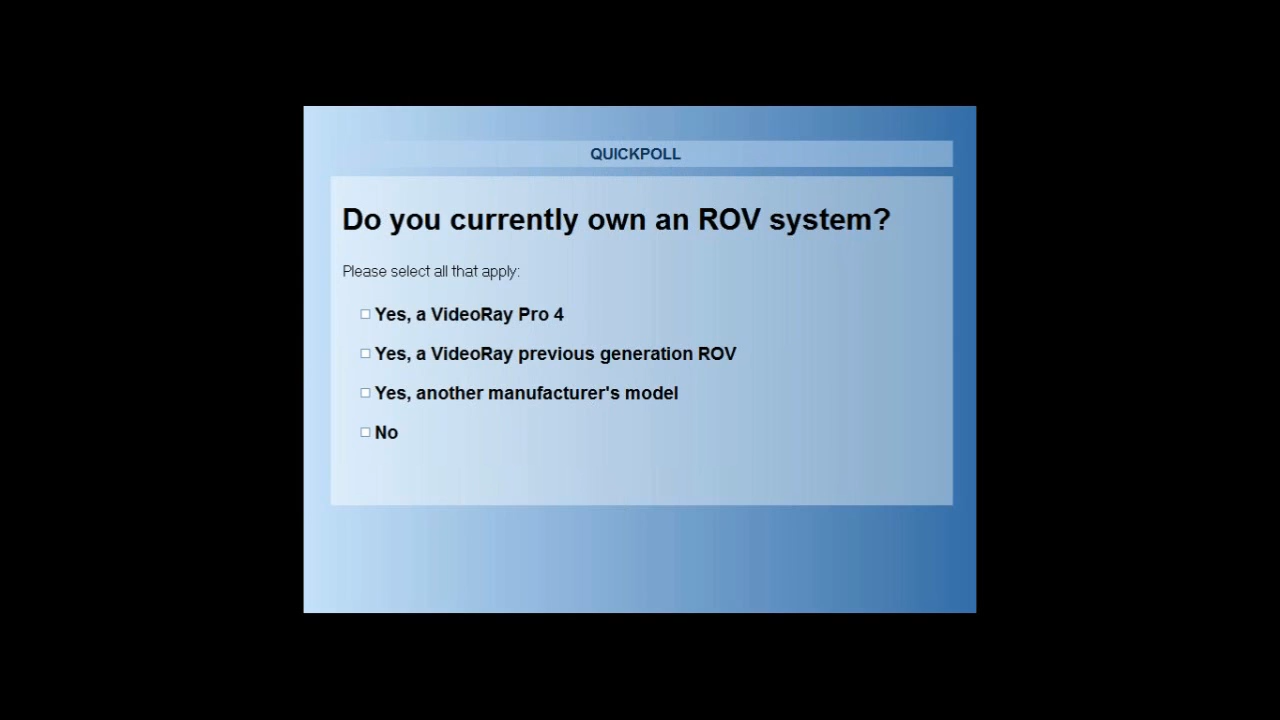 QUICKPOLL
Do you currently own an ROV system?
Please select all that apply:
Yes, a VideoRay Pro 4
Yes, a VideoRay previous generation ROV
Yes, another manufacturer's model
No